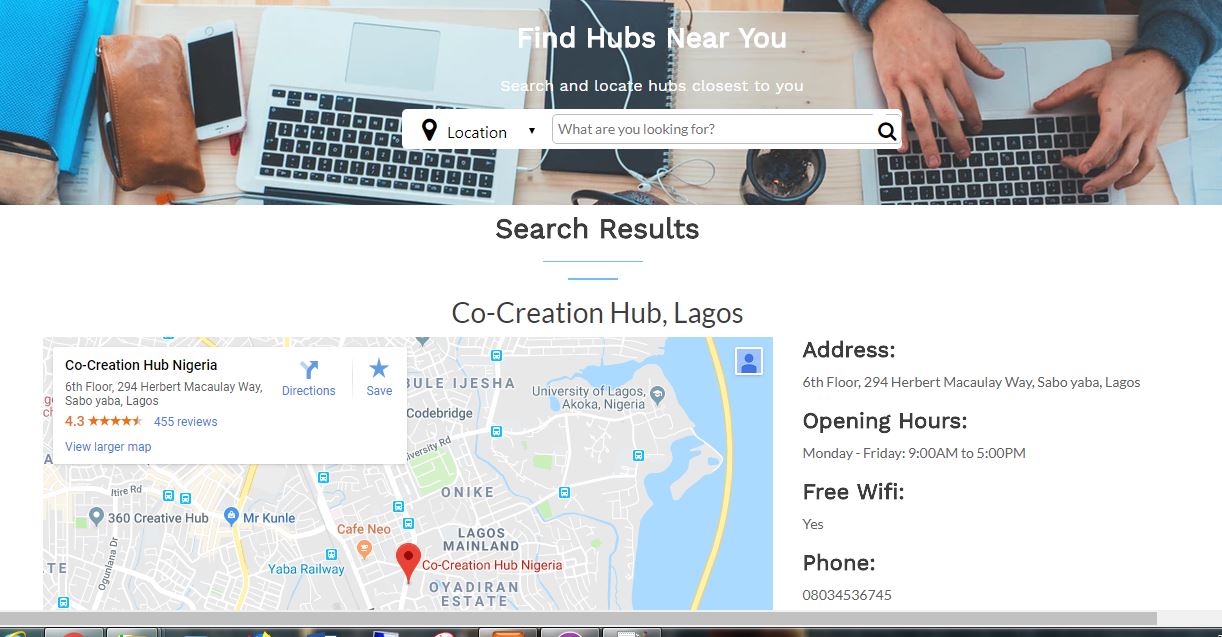 Find Hubs Near You
Search and locate hubs closest to you
Location
What are you looking for?
Search Results
Co-Creation Hub, Lagos
Co-Creation Hub Nigeria
6th Floor, 294 Herbert Macaulay Way,
Sabo yaba, Lagos
4.3
455 reviews
View larger map
Directions
Save
BULE IJESHA
Codebridge
University of Lagos,
Akoka, Nigeria
versity Rd
ONIKE
Itire Rd
360 Creative Hub
Mr Kunle
Ogunlana Dr
Cafe Neo
LAGOS
MAINLAND
Yaba Railway
Co-Creation Hub Nigeria
OYADIRAN
ESTATE
TE
Address:
6th Floor, 294 Herbert Macaulay Way, Sabo yaba, Lagos
Opening Hours:
Monday - Friday: 9:00AM to 5:00PM
Free Wifi:
Yes
Phone:
08034536745